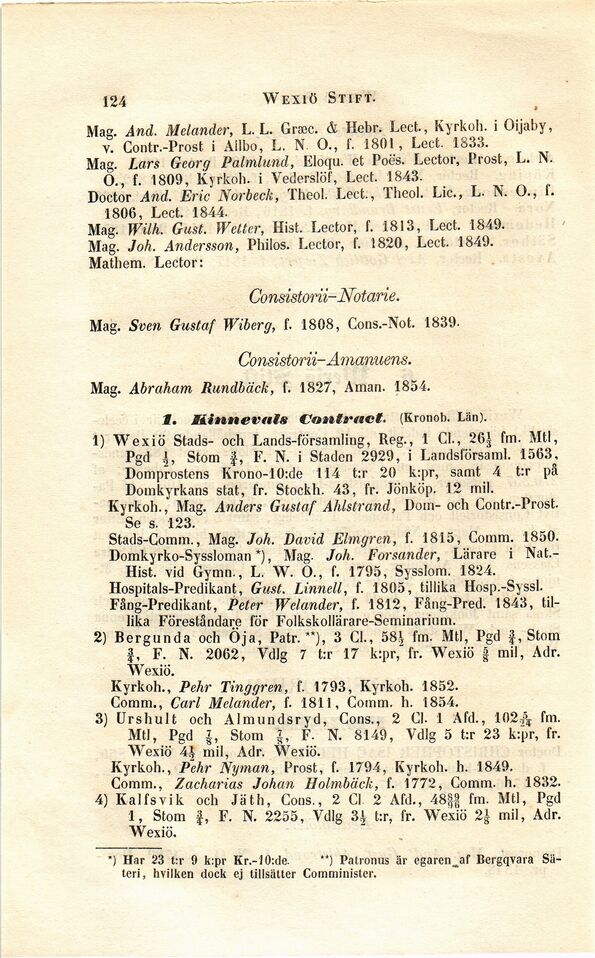 124 WEXIÖ STIFT.
Mag. And. Melander, L. L. Græc. & Hebr. Lect., Kyrkoh. i Oijaby,
v. Contr.-Prost i Allbo, L. N. O., f. 1801, Lect. 1833.
Mag. Lars Georg Palmlund, Eloqu. et Poës. Lector, Prost, L. N.
O., f. 1809, Kyrkoh. i Vederslöf, Lect. 1843.
Doctor And. Eric Norbeck, Theol. Lect., Theol. Lic., L. N. O., f.
1806, Lect. 1844.
Mag. Wilh. Gust. Wetter, Hist. Lector, f. 1813, Lect. 1849.
Mag. Joh. Andersson, Philos. Lector, f. 1820, Lect. 1849.
Mathem. Lector:
Consistorii-Notarie.
Mag. Sven Gustaf Wiberg, f. 1808, Cons.-Not. 1839.
Consistorii-Amanuens.
Mag. Abraham Rundbäck, f. 1827, Aman. 1854.
1. Kinnevals Contract. (Kronob. Län).
1) Wexiö Stads- och Lands-församling, Reg., 1 Cl., 26¼ fm. Mtl,
Pgd ½, Stom ¾, F. N. i Staden 2929, i Landsförsaml. 1563,
Domprostens Krono-10:de 114 t:r 20 k:pr, samt 4 t:r på
Domkyrkans stat, fr. Stockh. 43, fr. Jönköp. 12 mil.
Kyrkoh., Mag. Anders Gustaf Ahlstrand, Dom- och Contr.-Prost.
Se s. 123.
Stads-Comm., Mag. Joh. David Elmgren, f. 1815, Comm. 1850.
Domkyrko-Syssloman *), Mag. Joh. Forsander, Lärare i Nat.-
Hist. vid Gymn., L. W. O., f. 1795, Sysslom. 1824.
Hospitals-Predikant, Gust. Linnell, f. 1805, tillika Hosp.-Syssl.
Fång-Predikant, Peter Welander, f. 1812, Fång-Pred. 1843, til-
lika Föreståndare för Folkskollärare-Seminarium.
2) Bergunda och Öja, Patr. **), 3 Cl., 58½ fm. Mtl, Pgd ¾, Stom
¾, F. N. 2062, Vdlg 7 t:r 17 k:pr, fr. Wexiö ⅝ mil, Adr.
Wexiö.
Kyrkoh., Pehr Tinggren, f. 1793, Kyrkoh. 1852.
Comm., Carl Melander, f. 1811, Comm. h. 1854.
3) Urshult och Almundsryd, Cons., 2 Cl. 1 Afd., 102 5/24 fm.
Mtl, Pgd ⅞, Stom ⅞, F. N. 8149, Vdlg 5 t:r 23 k:pr, fr.
Wexiö 4½ mil, Adr. Wexiö.
Kyrkoh., Pehr Nyman, Prost, f. 1794, Kyrkoh. h. 1849.
Comm., Zacharias Johan Holmbäck, f. 1772, Comm. h. 1832.
4) Kalfsvik och Jäth, Cons., 2 Cl. 2 Afd., fm. Mtl, Pgd
1, Stom ¾, F. N. 2255, Vdlg 3½ t:r, fr. Wexiö 2½ mil, Adr.
Wexiö.
*) Har 23 t:r 9 k:pr Kr.-10:de. **) Patronus är egaren af Bergqvara Sä-
teri, hvilken dock ej tillsätter Comminister.